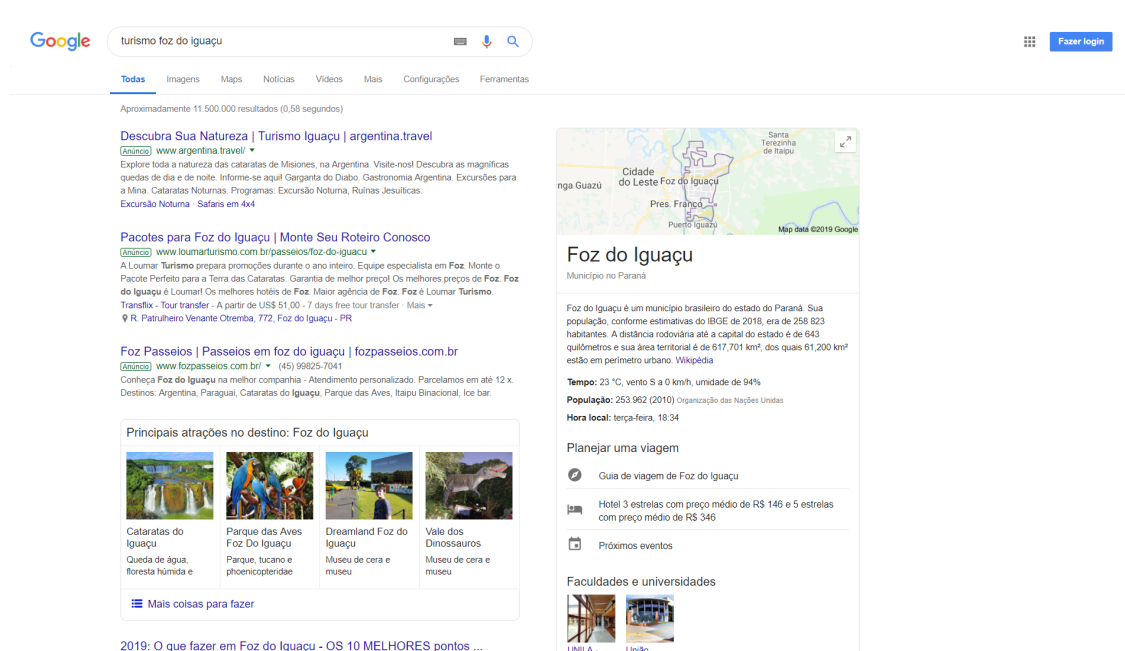 Google
turismo foz do iguaçu
Fazer login
Todas Imagens Maps Notícias Vídeos Mais Configurações Ferramentas
Aproximadamente 11.500.000 resultados (0,58 segundos)
Descubra Sua Natureza | Turismo Iguaçu | argentina.travel
Anúncio www.argentina.travel/
Explore toda a natureza das cataratas de Misiones, na Argentina. Visite-nos! Descubra as magníficas
quedas de dia e de noite. Informe-se aqui! Garganta do Diabo. Gastronomia Argentina. Excursões para
a Mina. Cataratas Noturnas. Programas: Excursão Noturna, Ruínas Jesuíticas.
Excursão Noturna · Safaris em 4x4
Pacotes para Foz do Iguaçu | Monte Seu Roteiro Conosco
Anúncio www.loumarturismo.com.br/passeios/foz-do-iguacu
A Loumar Turismo prepara promoções durante o ano inteiro. Equipe especialista em Foz. Monte o
Pacote Perfeito para a Terra das Cataratas. Garantia de melhor preço! Os melhores preços de Foz. Foz
do Iguaçu é Loumar! Os melhores hotéis de Foz. Maior agência de Foz. Foz é Loumar Turismo.
Transflix - Tour transfer - A partir de US$ 51,00 - 7 days free tour transfer · Mais
R. Patrulheiro Venante Otremba, 772, Foz do Iguaçu - PR
Foz Passeios | Passeios em foz do iguaçu | fozpasseios.com.br
Anúncio www.fozpasseios.com.br/ (45) 99825-7041
Conheça Foz do Iguaçu na melhor companhia - Atendimento personalizado. Parcelamos em até 12 x.
Destinos: Argentina, Paraguai, Cataratas do Iguaçu, Parque das Aves, Itaipu Binacional, Ice bar.
Principais atrações no destino: Foz do Iguaçu
Cataratas do
Iguaçu
Queda de água,
floresta húmida e
Parque das Aves
Foz Do Iguaçu
Parque, tucano e
phoenicopteridae
Dreamland Foz do
Iguaçu
Museu de cera e
museu
Vale dos
Dinossauros
Museu de cera e
museu
Mais coisas para fazer
2019: O que fazer em Foz do Iguaçu - OS 10 MELHORES pontos ...
Santa
Terezinha
de Itaipu
Cidade
do Leste
Foz do Iguaçu
nga Guazú
Pres. Franco
Puerto Iguazú
Map data ©2019 Google
Foz do Iguaçu
Município no Paraná
Foz do Iguaçu é um município brasileiro do estado do Paraná. Sua
população, conforme estimativas do IBGE de 2018, era de 258 823
habitantes. A distância rodoviária até a capital do estado é de 643
quilômetros e sua área territorial é de 617,701 km², dos quais 61,200 km²
estão em perímetro urbano. Wikipédia
Tempo: 23 °C, vento S a 0 km/h, umidade de 94%
População: 253.962 (2010) Organização das Nações Unidas
Hora local: terça-feira, 18:34
Planejar uma viagem
Guia de viagem de Foz do Iguaçu
Hotel 3 estrelas com preço médio de R$ 146 e 5 estrelas
com preço médio de R$ 346
Próximos eventos
Faculdades e universidades
UNILA - União